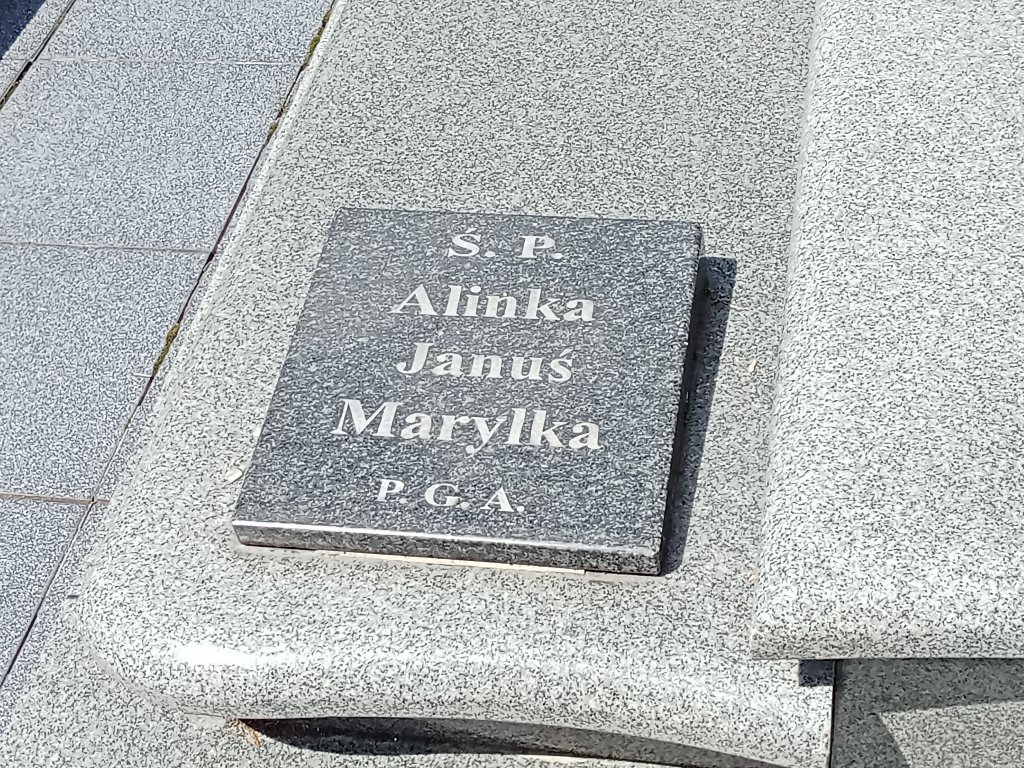 Ś. P.
Alinka
Januś
Marylka
P. G. A.